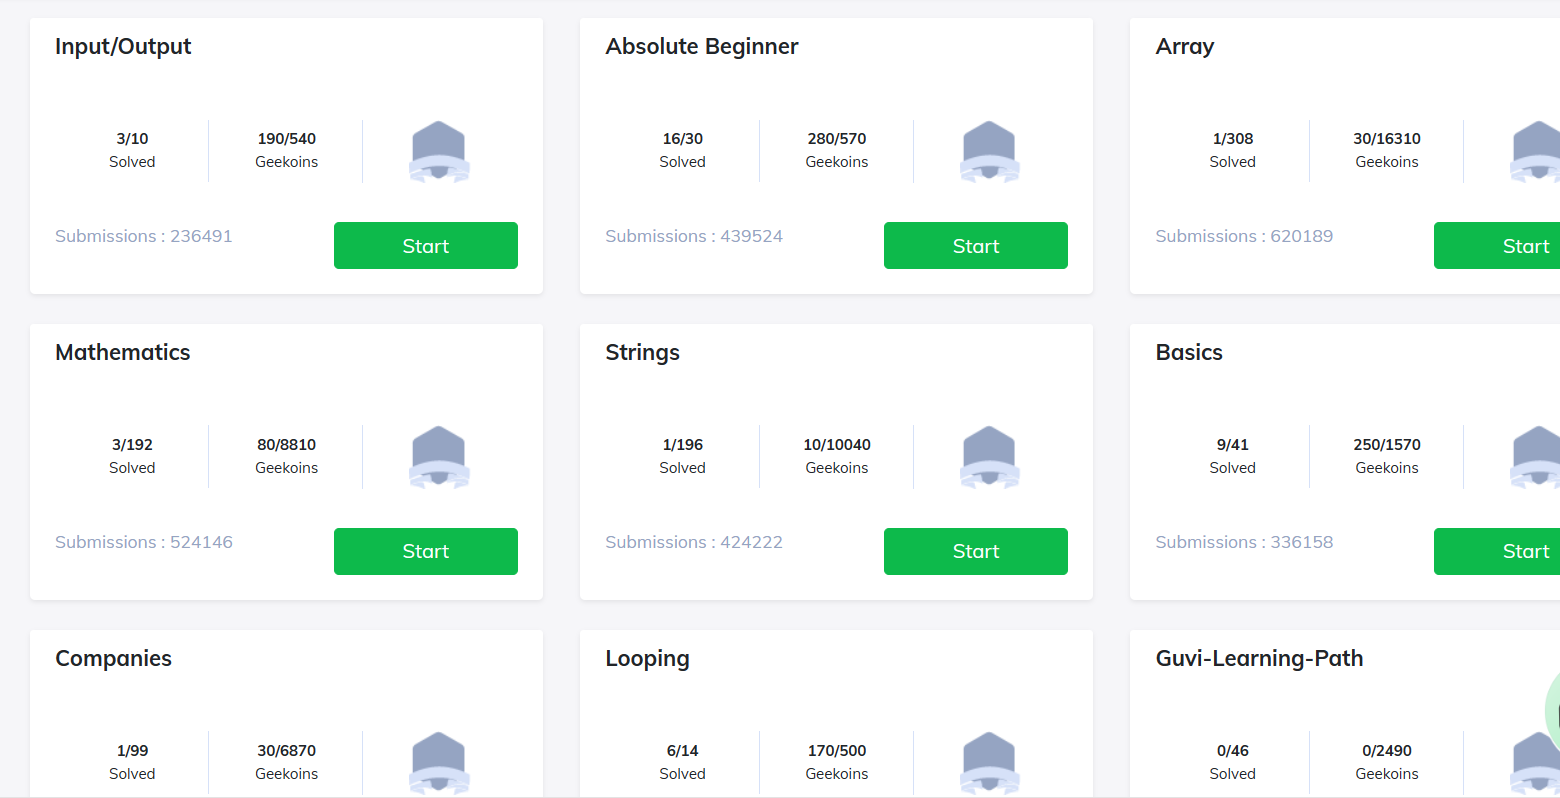 Input/Output
3/10
Solved
190/540
Geekoins
Submissions : 236491
Start
Absolute Beginner
16/30
Solved
280/570
Geekoins
Submissions : 439524
Start
Array
1/308
Solved
30/16310
Geekoins
Submissions : 620189
Start
Mathematics
3/192
Solved
80/8810
Geekoins
Submissions : 524146
Start
Strings
1/196
Solved
10/10040
Geekoins
Submissions : 424222
Start
Basics
9/41
Solved
250/1570
Geekoins
Submissions : 336158
Start
Companies
1/99
Solved
30/6870
Geekoins
Looping
6/14
Solved
170/500
Geekoins
Guvi-Learning-Path
0/46
Solved
0/2490
Geekoins